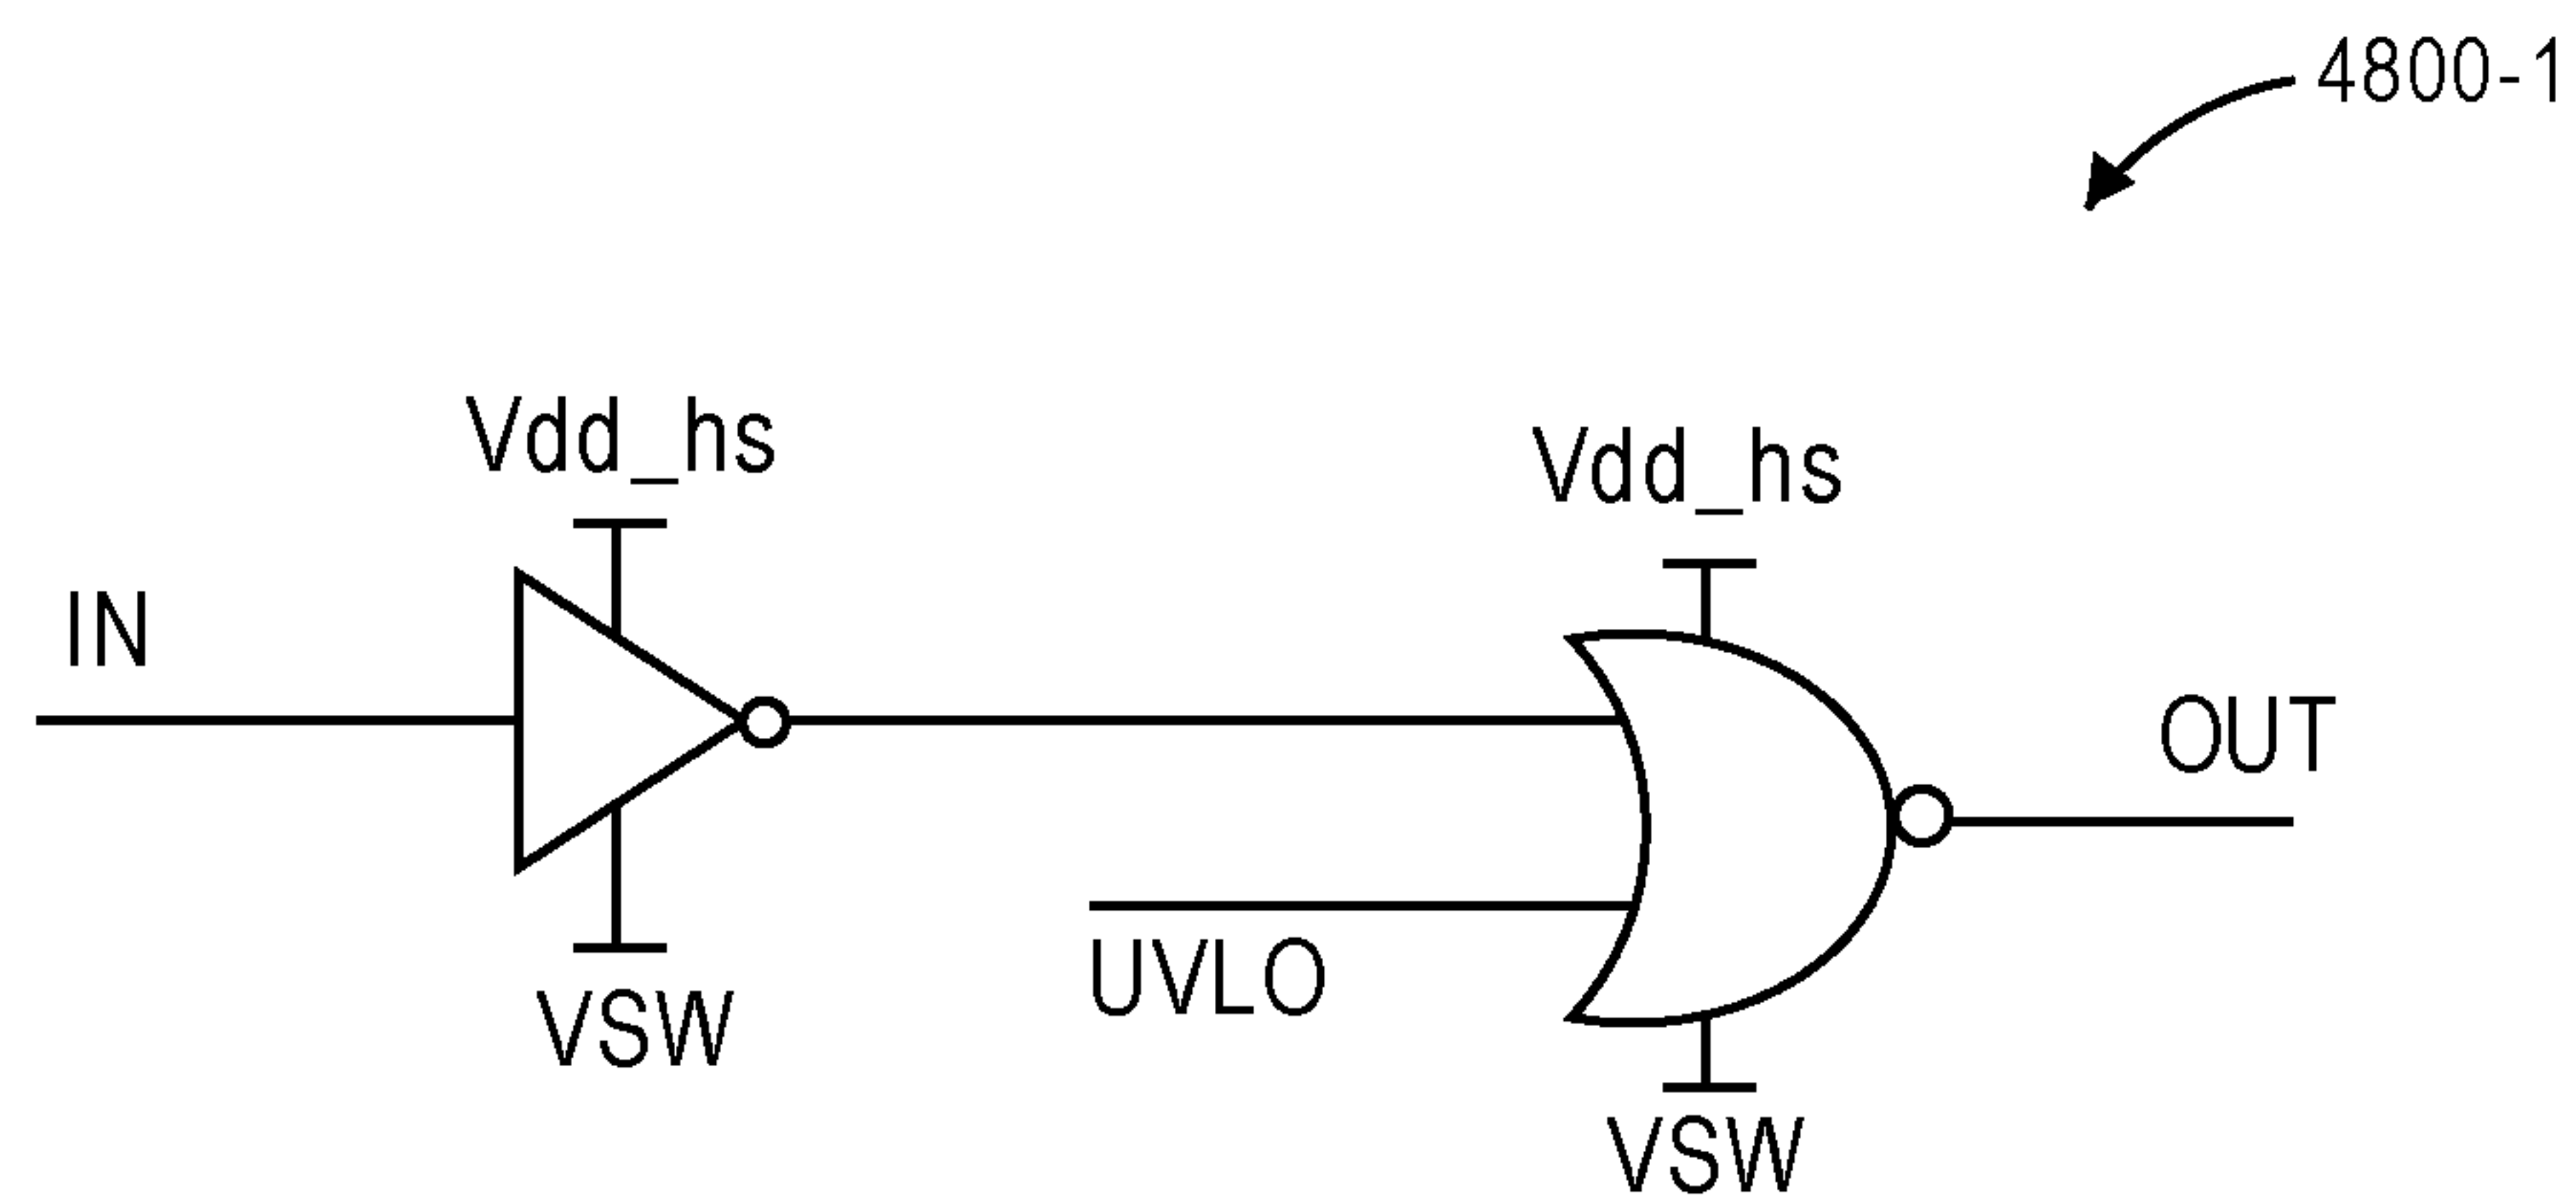 4800-1
Vdd_hs
Vdd_hs
IN
OUT
UVLO
VSW
VSW